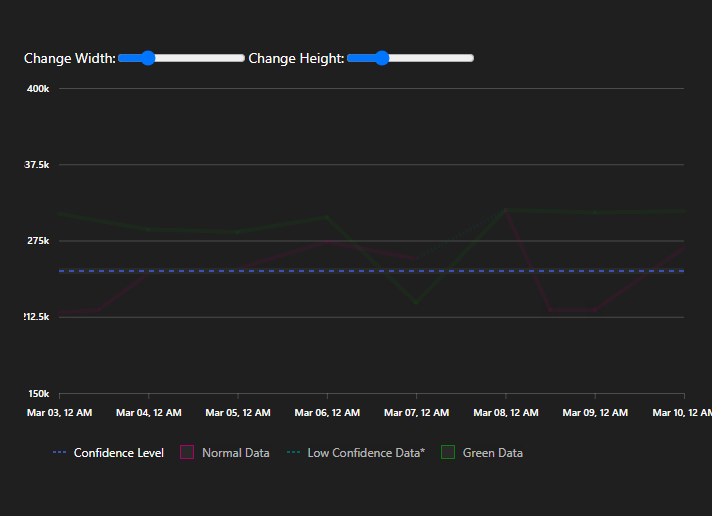 Change Width: Change Height:
400k
37.5k
275k
212.5k
150k
Mar 03, 12 AM Mar 04, 12 AM Mar 05, 12 AM Mar 06, 12 AM Mar 07, 12 AM Mar 08, 12 AM Mar 09, 12 AM Mar 10, 12 AM
Confidence Level Normal Data Low Confidence Data* Green Data